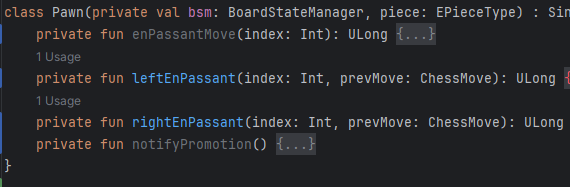 class Pawn(private val bsm: BoardStateManager, piece: EPieceType) : Sin
private fun enPassantMove(index: Int): ULong {...}
1 Usage
private fun leftEnPassant(index: Int, prevMove: ChessMove): ULong {
1 Usage
private fun rightEnPassant(index: Int, prevMove: ChessMove): ULong
private fun notifyPromotion() {...}
}